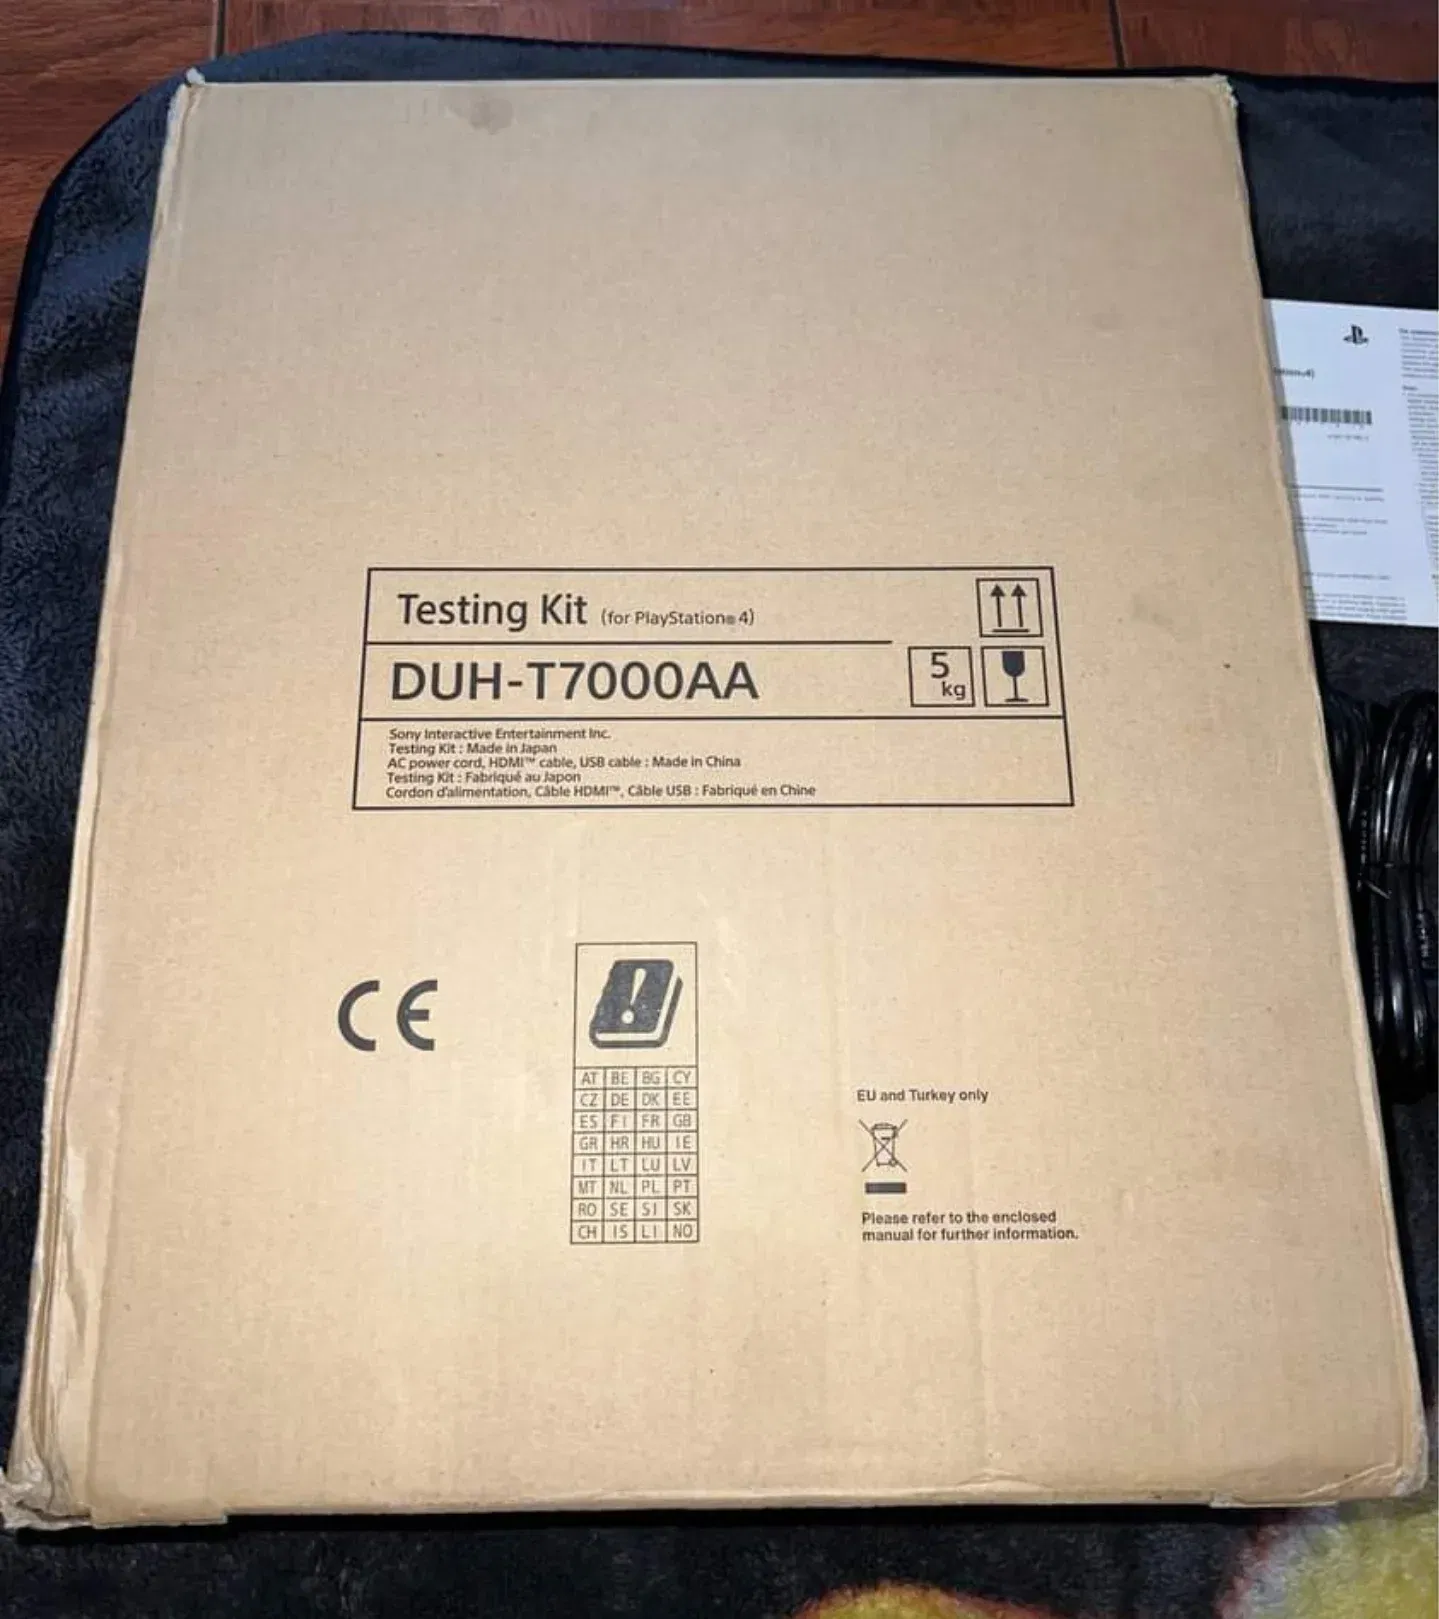 Testing Kit (for PlayStation®4)
DUH-T7000AA
5
kg
Sony Interactive Entertainment Inc.
Testing Kit : Made in Japan
AC power cord, HDMI™ cable, USB cable : Made in China
Testing Kit : Fabriqué au Japon
Cordon d'alimentation, Câble HDMI™, Câble USB : Fabriqué en Chine
CE
!
AT BE BG CY
CZ DE DK EE
ES FI FR GB
GR HR HU IE
IT LT LU LV
MT NL PL PT
RO SE SI SK
CH IS LI NO
EU and Turkey only
Please refer to the enclosed
manual for further information.